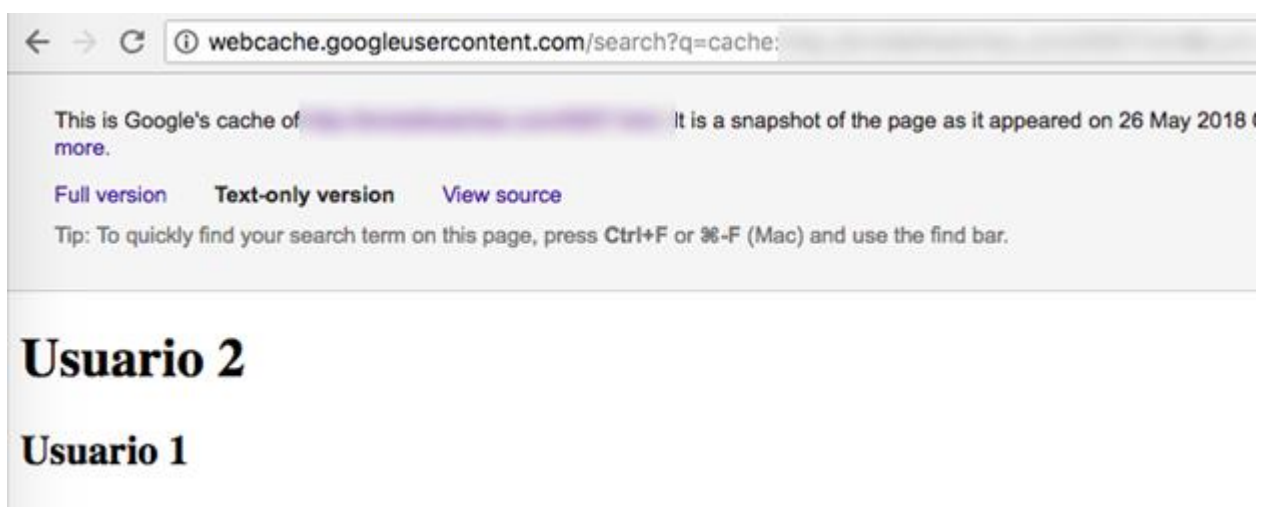 webcache.googleusercontent.com/search?q=cache:
This is Google's cache of It is a snapshot of the page as it appeared on 26 May 2018
more.
Full version Text-only version View source
Tip: To quickly find your search term on this page, press Ctrl+F or ⌘-F (Mac) and use the find bar.
Usuario 2
Usuario 1